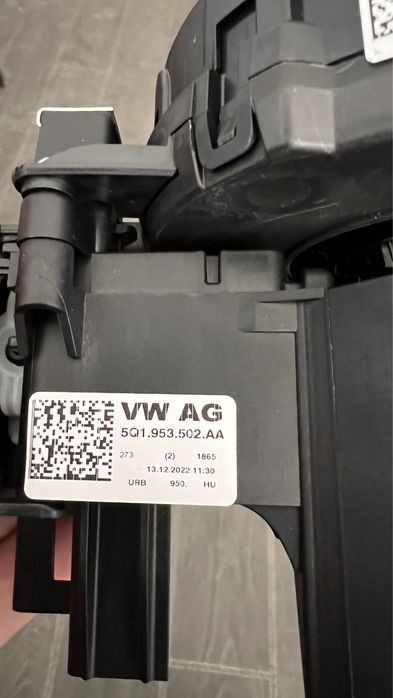 VW AG
5Q1.953.502.AA
273 (2) 1865
13.12.2022 11:30
URB 950. HU